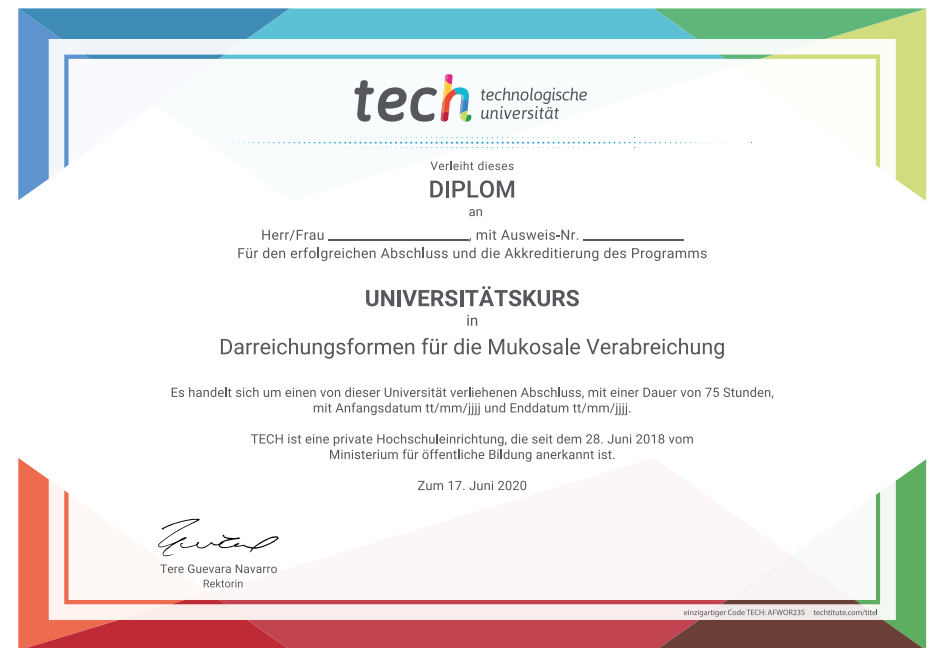 tech technologische
universität
Verleiht dieses
DIPLOM
an
Herr/Frau ____________________, mit Ausweis-Nr. ______________
Für den erfolgreichen Abschluss und die Akkreditierung des Programms
UNIVERSITÄTSKURS
in
Darreichungsformen für die Mukosale Verabreichung
Es handelt sich um einen von dieser Universität verliehenen Abschluss, mit einer Dauer von 75 Stunden,
mit Anfangsdatum tt/mm/jjjj und Enddatum tt/mm/jjjj.
TECH ist eine private Hochschuleinrichtung, die seit dem 28. Juni 2018 vom
Ministerium für öffentliche Bildung anerkannt ist.
Zum 17. Juni 2020
Tere Guevara Navarro
Rektorin
einzigartiger Code TECH: AFWOR23S techtitute.com/titel